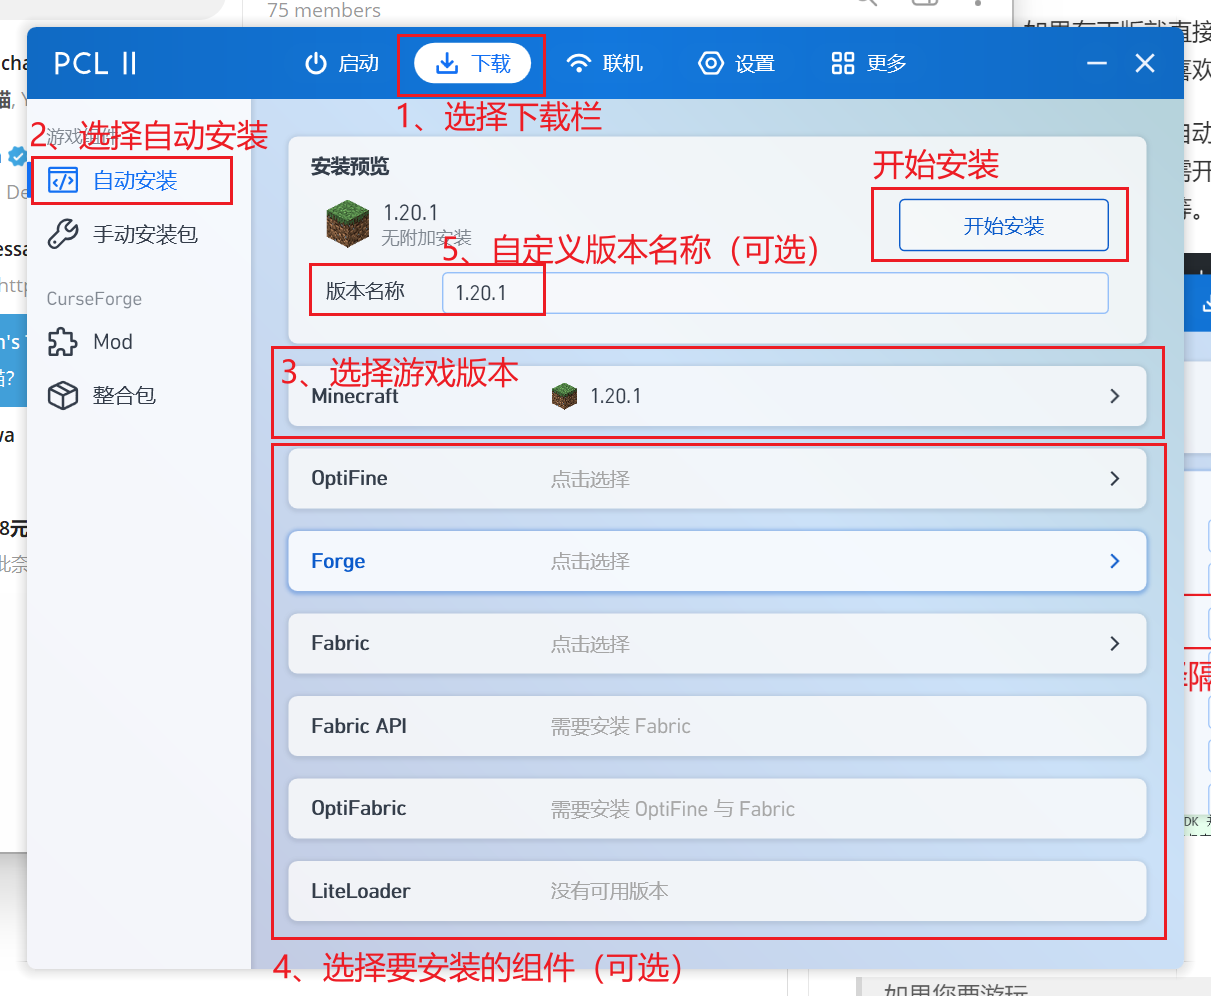 75 members
PCL II
启动
下载
联机
设置
更多
1、选择下载栏
2、选择自动安装
自动安装
手动安装包
CurseForge
Mod
整合包
安装预览
1.20.1
无附加安装
开始安装
开始安装
5、自定义版本名称（可选）
版本名称
1.20.1
3、选择游戏版本
Minecraft
1.20.1
OptiFine
点击选择
Forge
点击选择
Fabric
点击选择
Fabric API
需要安装 Fabric
OptiFabric
需要安装 OptiFine 与 Fabric
LiteLoader
没有可用版本
4、选择要安装的组件（可选）
如果您要游玩